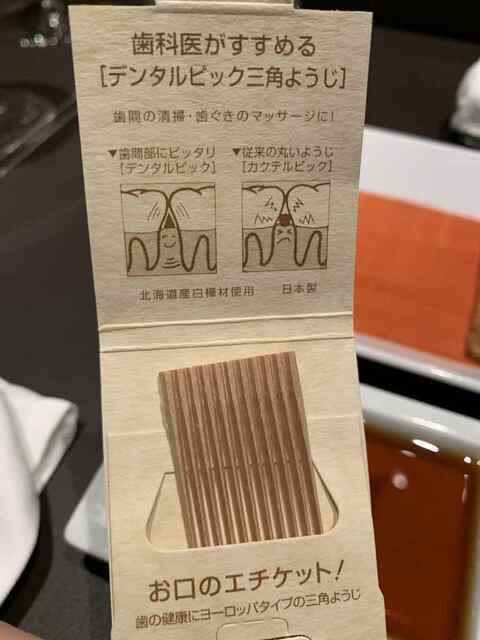 歯科医がすすめる
[デンタルピック三角ようじ]
歯間の清掃・歯ぐきのマッサージに!
▼歯間部にピッタリ
[デンタルピック]
▼従来の丸いようじ
[カクテルピック]
北海道産白樺材使用 日本製
お口のエチケット!
歯の健康にヨーロッパタイプの三角ようじ